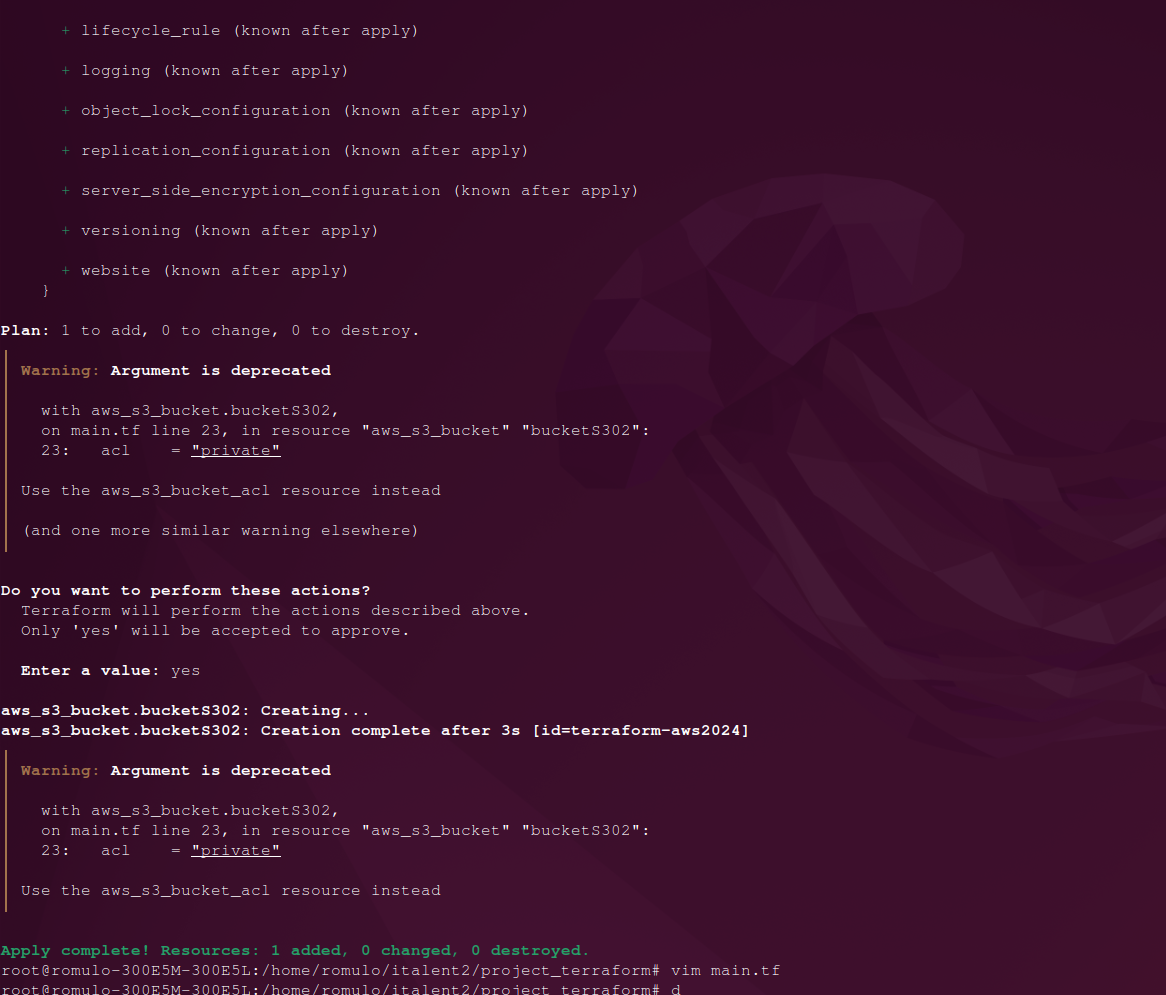 + lifecycle_rule (known after apply)
+ logging (known after apply)
+ object_lock_configuration (known after apply)
+ replication_configuration (known after apply)
+ server_side_encryption_configuration (known after apply)
+ versioning (known after apply)
+ website (known after apply)
}
Plan: 1 to add, 0 to change, 0 to destroy.
Warning: Argument is deprecated
with aws_s3_bucket.bucketS302,
on main.tf line 23, in resource "aws_s3_bucket" "bucketS302":
23:   acl    = "private"
Use the aws_s3_bucket_acl resource instead
(and one more similar warning elsewhere)
Do you want to perform these actions?
Terraform will perform the actions described above.
Only 'yes' will be accepted to approve.
Enter a value: yes
aws_s3_bucket.bucketS302: Creating...
aws_s3_bucket.bucketS302: Creation complete after 3s [id=terraform-aws2024]
Warning: Argument is deprecated
with aws_s3_bucket.bucketS302,
on main.tf line 23, in resource "aws_s3_bucket" "bucketS302":
23:   acl    = "private"
Use the aws_s3_bucket_acl resource instead
Apply complete! Resources: 1 added, 0 changed, 0 destroyed.
root@romulo-300E5M-300E5L:/home/romulo/italent2/project_terraform# vim main.tf
root@romulo-300E5M-300E5L:/home/romulo/italent2/project_terraform# d